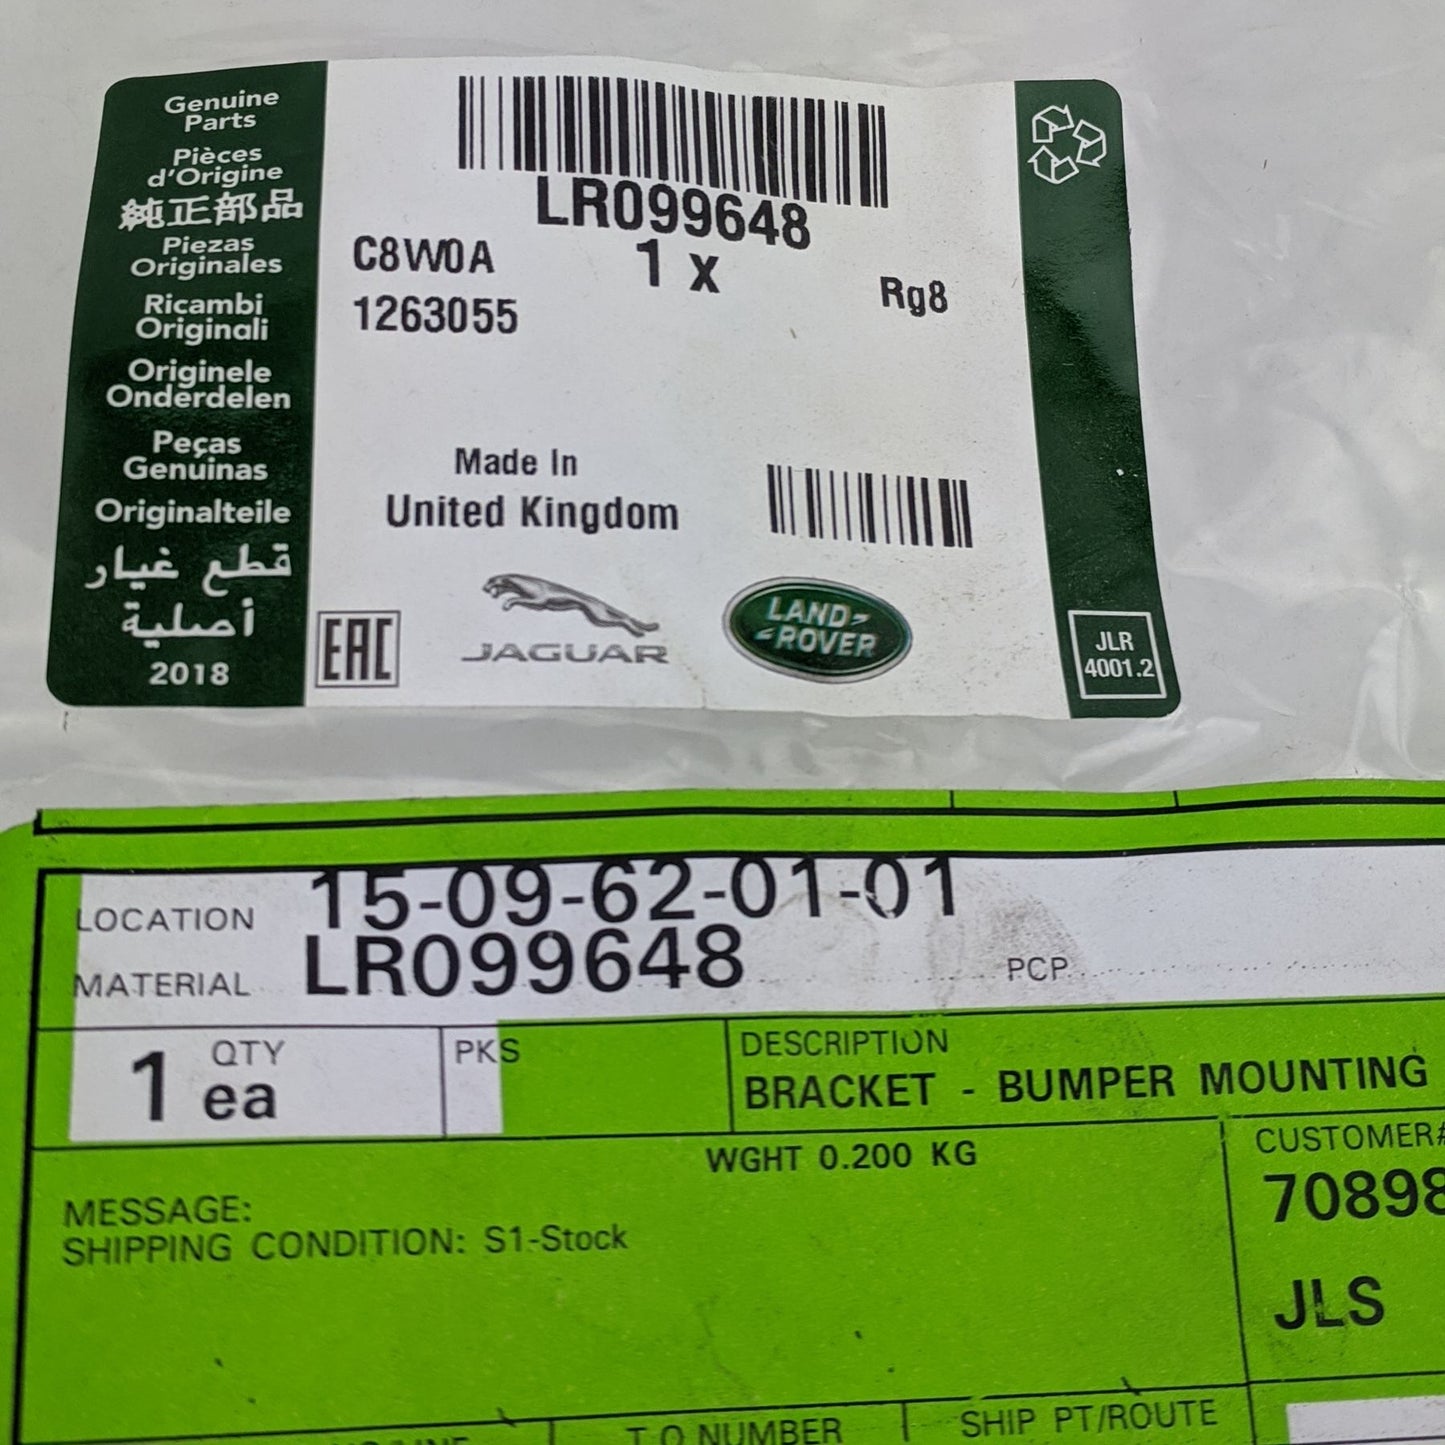 Genuine
Parts
Pièces
d'Origine
純正部品
Piezas
Originales
Ricambi
Originali
Originele
Onderdelen
Peças
Genuinas
Originalteile
قطع غيار
أصلية
2018
LR099648
1 x
C8W0A
1263055
Rg8
Made In
United Kingdom
EAC
JAGUAR
LAND-
-ROVER
JLR
4001.2
LOCATION 15-09-62-01-01
MATERIAL LR099648
PCP
QTY
1 ea
PKS
DESCRIPTION
BRACKET - BUMPER MOUNTING
WGHT 0.200 KG
MESSAGE:
SHIPPING CONDITION: S1-Stock
CUSTOMER#
70898
JLS
T.O NUMBER
SHIP PT/ROUTE